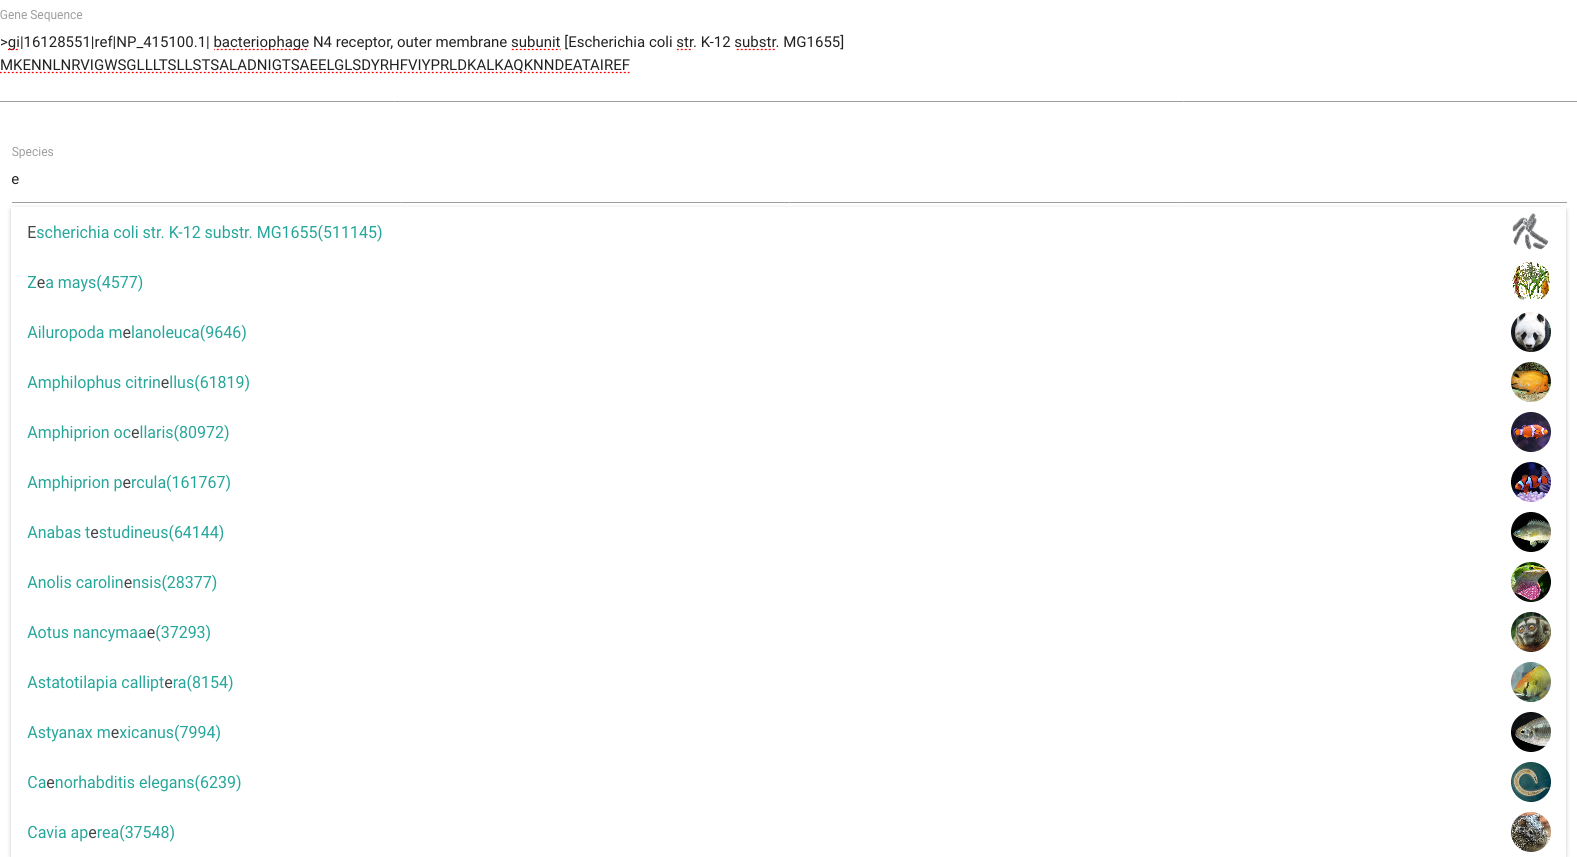 Gene Sequence
>gi|16128551|ref|NP_415100.1| bacteriophage N4 receptor, outer membrane subunit [Escherichia coli str. K-12 substr. MG1655]
MKENNLNRVIGWSGLLLTSLLSTSALADNIGTSAEELGLSDYRHFVIYPRLDKALKAQKNNDEATAIREF
Species
e
Escherichia coli str. K-12 substr. MG1655(511145)
Zea mays(4577)
Ailuropoda melanoleuca(9646)
Amphilophus citrinellus(61819)
Amphiprion ocellaris(80972)
Amphiprion percula(161767)
Anabas testudineus(64144)
Anolis carolinensis(28377)
Aotus nancymaae(37293)
Astatotilapia calliptera(8154)
Astyanax mexicanus(7994)
Caenorhabditis elegans(6239)
Cavia aperea(37548)